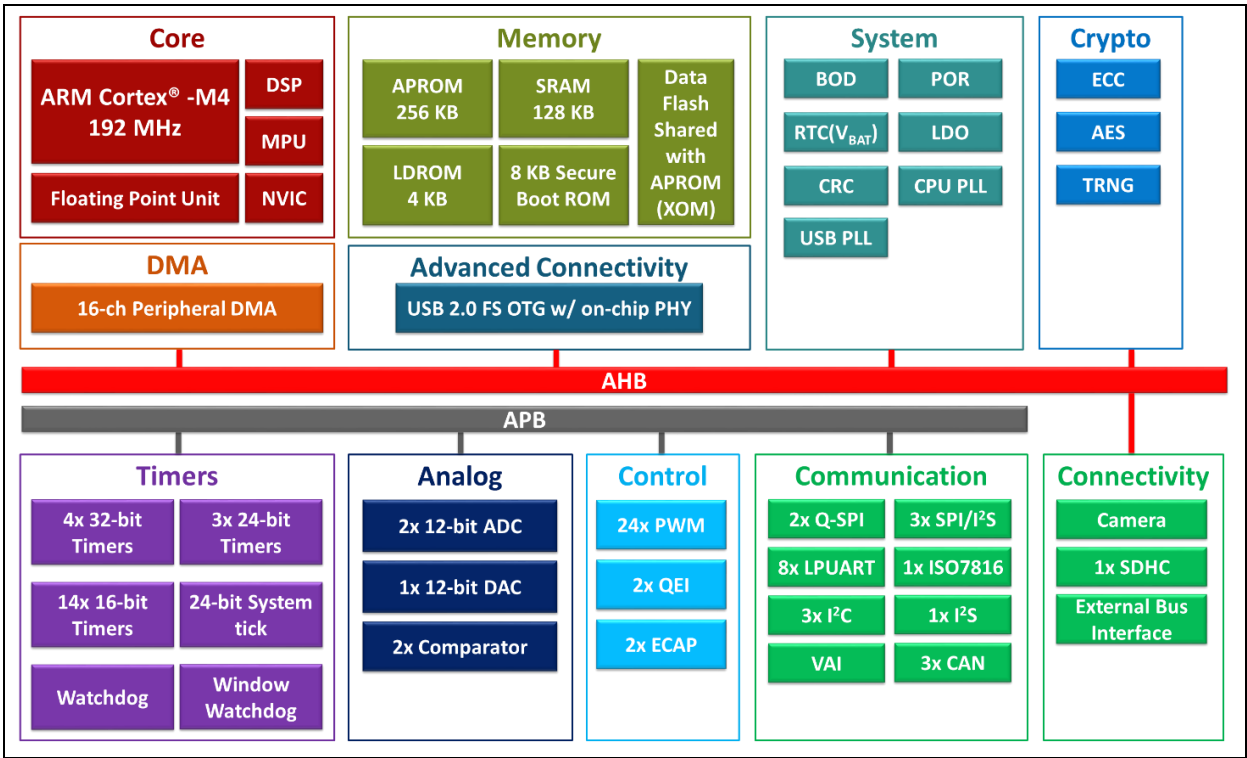 Core
ARM Cortex® -M4
192 MHz
DSP
MPU
Floating Point Unit
NVIC
Memory
APROM
256 KB
SRAM
128 KB
Data
Flash
Shared
with
APROM
(XOM)
LDROM
4 KB
8 KB Secure
Boot ROM
System
BOD
POR
RTC(VBAT)
LDO
CRC
CPU PLL
USB PLL
Crypto
ECC
AES
TRNG
DMA
16-ch Peripheral DMA
Advanced Connectivity
USB 2.0 FS OTG w/ on-chip PHY
AHB
APB
Timers
4x 32-bit
Timers
3x 24-bit
Timers
14x 16-bit
Timers
24-bit System
tick
Watchdog
Window
Watchdog
Analog
2x 12-bit ADC
1x 12-bit DAC
2x Comparator
Control
24x PWM
2x QEI
2x ECAP
Communication
2x Q-SPI
3x SPI/I²S
8x LPUART
1x ISO7816
3x I²C
1x I²S
VAI
3x CAN
Connectivity
Camera
1x SDHC
External Bus
Interface